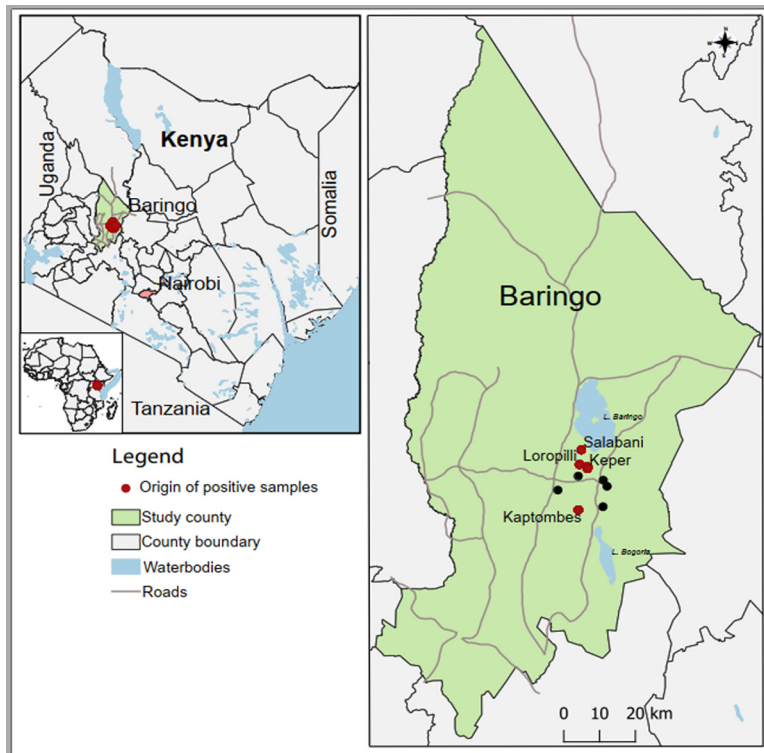 Kenya
Uganda
Somalia
Baringo
Nairobi
Tanzania
Legend
Origin of positive samples
Study county
County boundary
Waterbodies
Roads
N
W
E
S
Baringo
L. Baringo
Salabani
Loropilli
Keper
Kaptombes
L. Bogoria
0 10 20 km